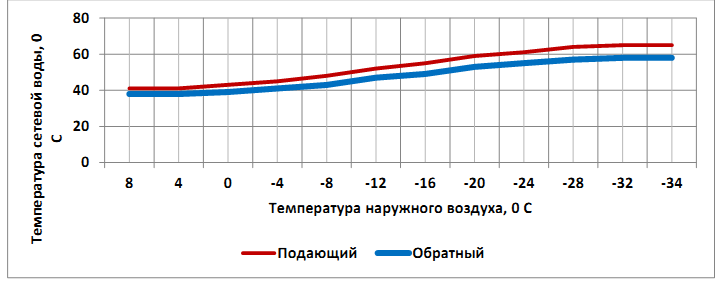 Температура сетевой воды, 0
С
80
60
40
20
0
8 4 0 -4 -8 -12 -16 -20 -24 -28 -32 -34
Температура наружного воздуха, 0 С
Подающий Обратный